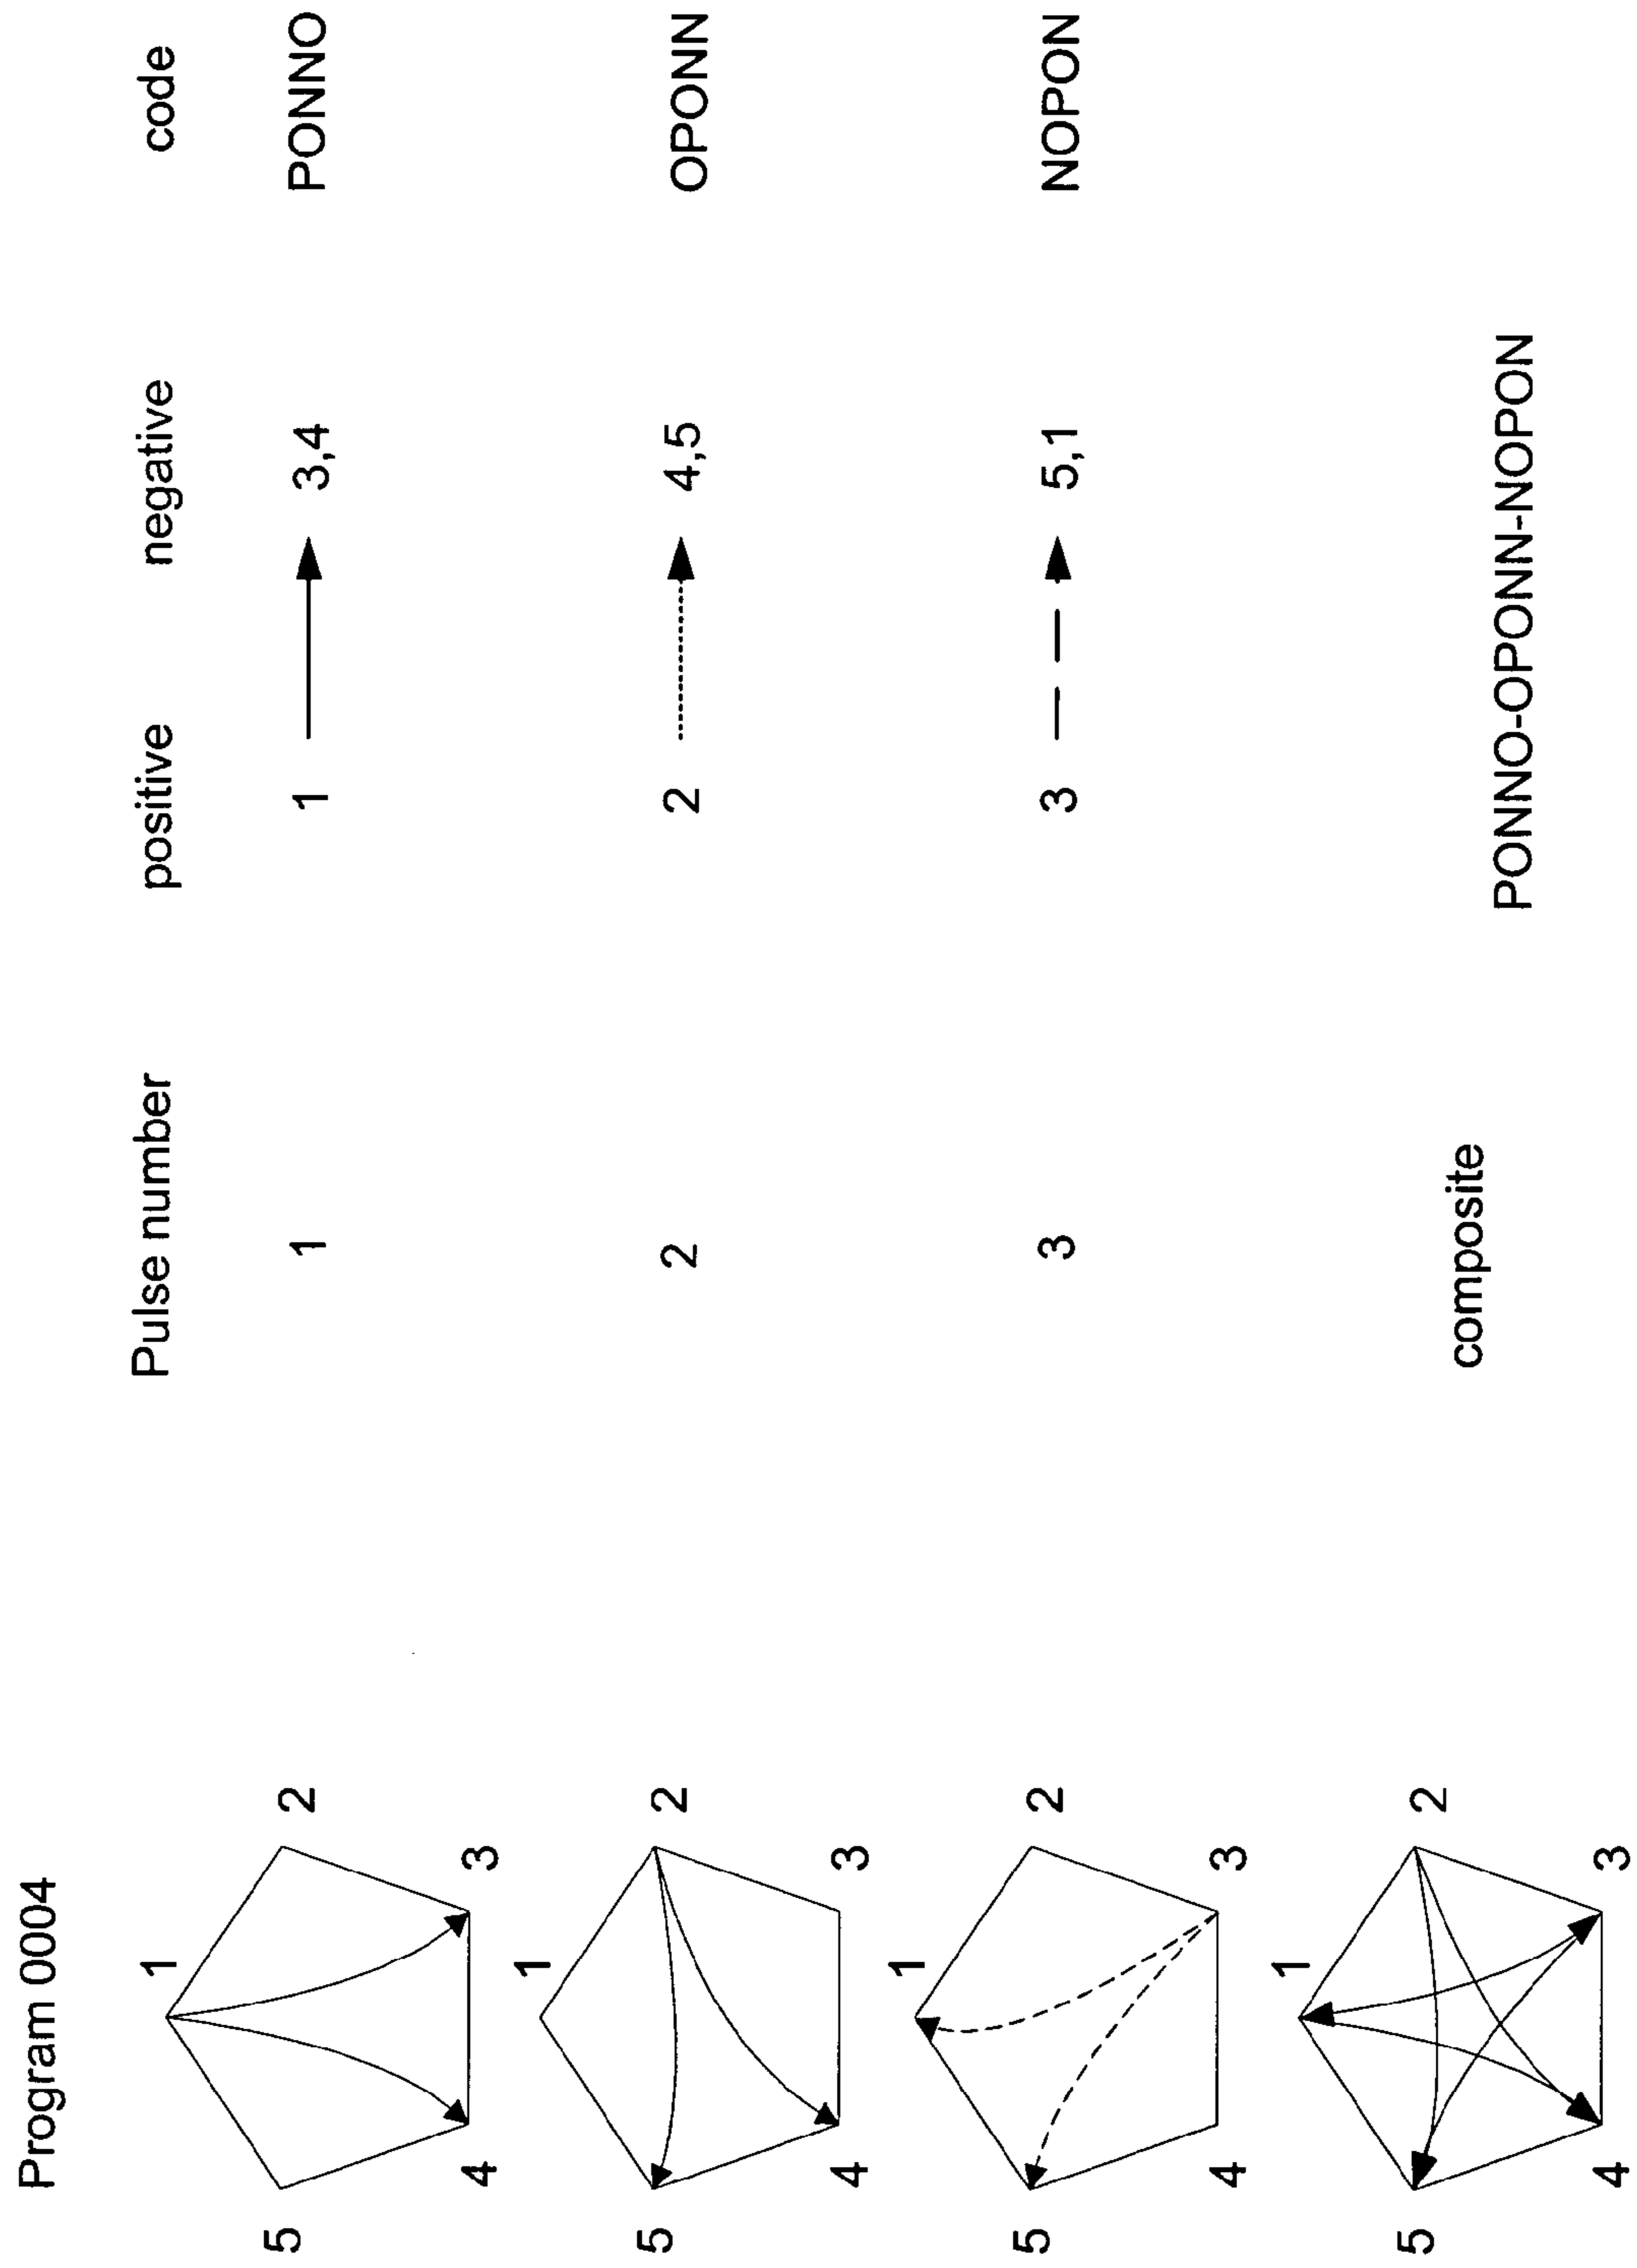 Program 0004
Pulse number positive negative code
1
5 2
4 3
1 1 3,4 PONNO
1
5 2
4 3
2 2 4,5 OPONN
1
5 2
4 3
3 3 5,1 NOPON
1
5 2
4 3
composite PONNO-OPONN-NOPON